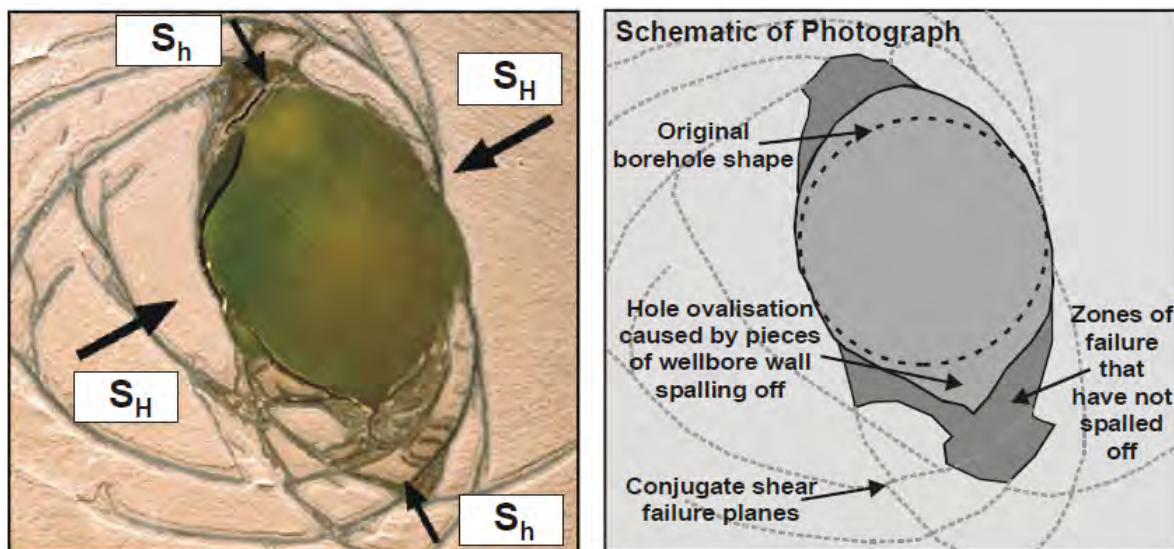 Sh
SH
SH
Sh
Schematic of Photograph
Original
borehole shape
Hole ovalisation
caused by pieces
of wellbore wall
spalling off
Zones of
failure
that
have not
spalled
off
Conjugate shear
failure planes